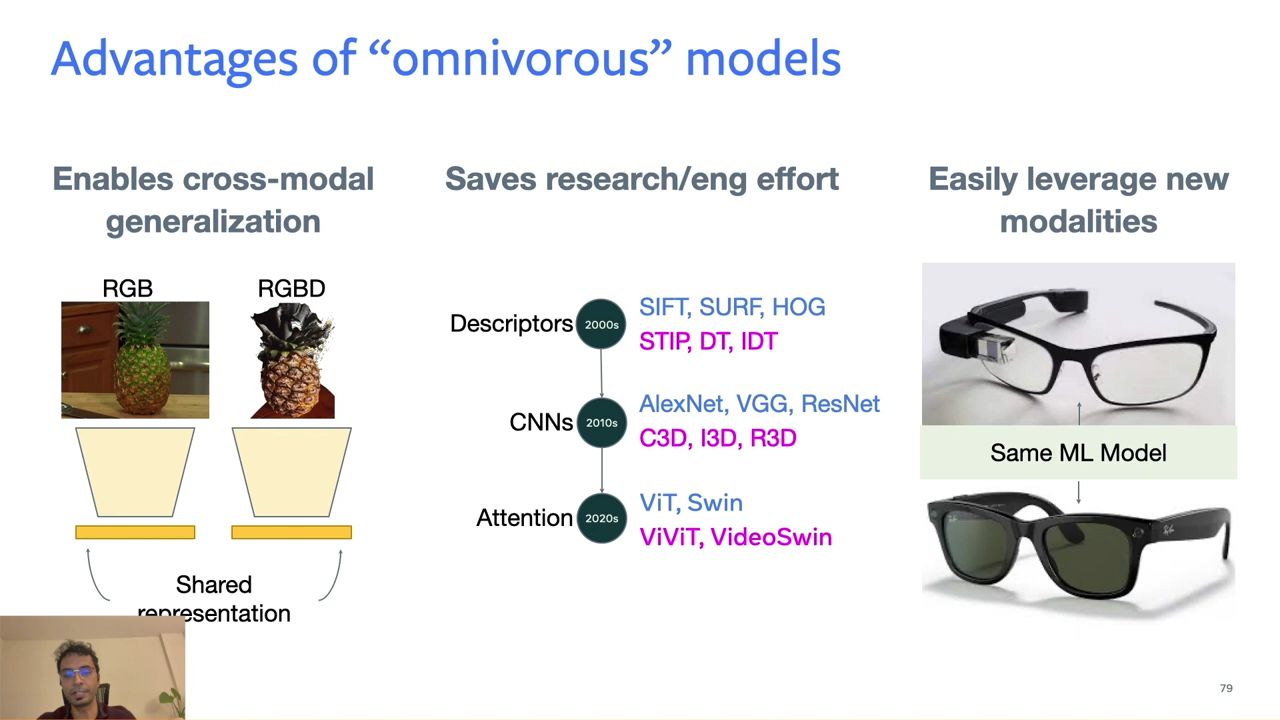 Advantages of “omnivorous” models
Enables cross-modal
generalization
RGB
RGBD
Shared
representation
Saves research/eng effort
Descriptors
2000s
SIFT, SURF, HOG
STIP, DT, IDT
CNNs
2010s
AlexNet, VGG, ResNet
C3D, I3D, R3D
Attention
2020s
ViT, Swin
ViViT, VideoSwin
Easily leverage new
modalities
Same ML Model
Ray-Ban
79